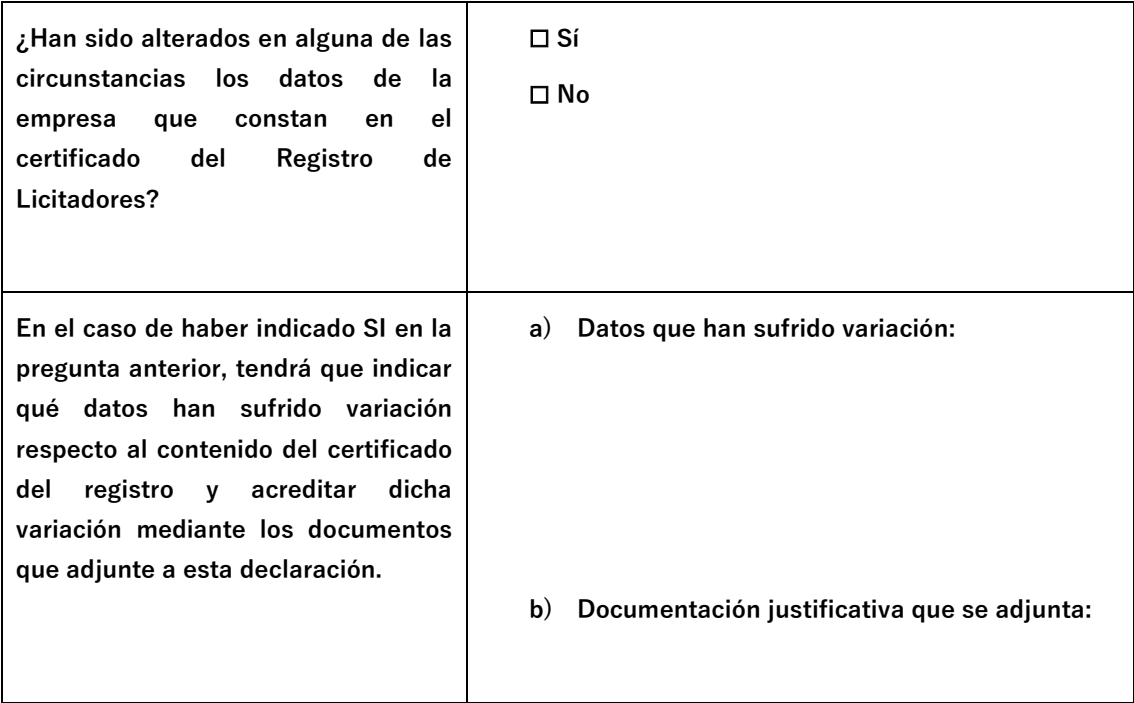 ¿Han sido alterados en alguna de las
circunstancias los datos de la
empresa que constan en el
certificado del Registro de
Licitadores?
☐ Sí
☐ No
En el caso de haber indicado SI en la
pregunta anterior, tendrá que indicar
qué datos han sufrido variación
respecto al contenido del certificado
del registro y acreditar dicha
variación mediante los documentos
que adjunte a esta declaración.
a) Datos que han sufrido variación:
b) Documentación justificativa que se adjunta: